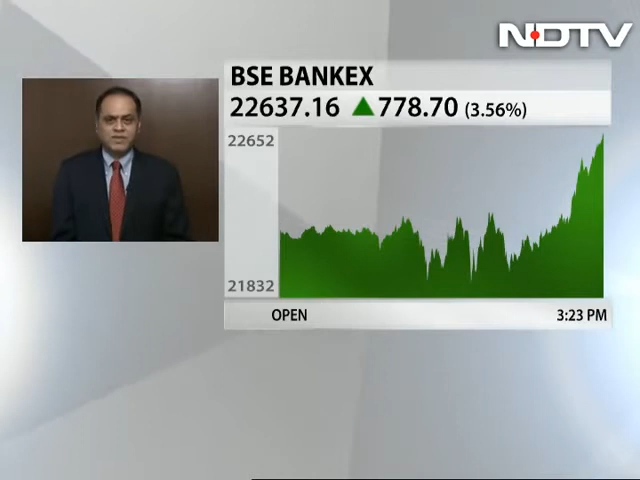 NDTV
BSE BANKEX
22637.16 ▲778.70 (3.56%)
22652
21832
OPEN 3:23 PM